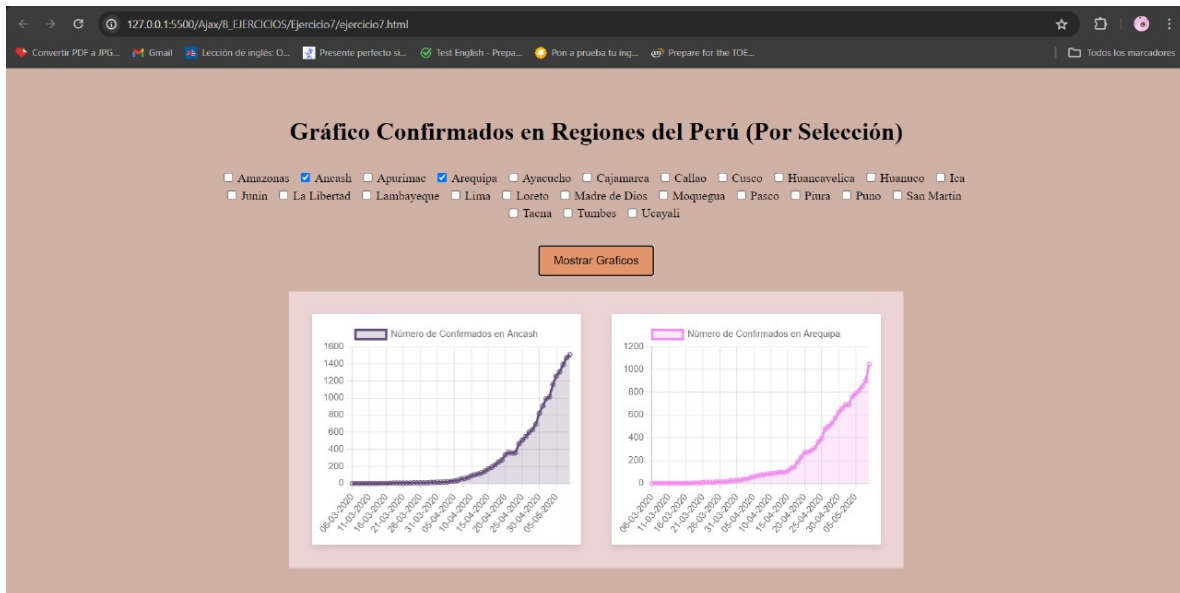 127.0.0.1:5500/Ajax/8_EJERCICIOS/Ejercicio7/ejercicio7.html
Convertir PDF a JPG... Gmail Lección de inglés: O... Presente perfecto si... Test English - Prepa... Pon a prueba tu ing... Prepare for the TOE... Todos los marcadores
Gráfico Confirmados en Regiones del Perú (Por Selección)
Amazonas Ancash Apurimac Arequipa Ayacucho Cajamarca Callao Cusco Huancavelica Huanuco Ica
Junin La Libertad Lambayeque Lima Loreto Madre de Dios Moquegua Pasco Piura Puno San Martin
Tacna Tumbes Ucayali
Mostrar Graficos
Número de Confirmados en Ancash
1600
1400
1200
1000
800
600
400
200
0
06-03-2020 11-03-2020 16-03-2020 21-03-2020 26-03-2020 31-03-2020 05-04-2020 10-04-2020 15-04-2020 20-04-2020 25-04-2020 30-04-2020 05-05-2020
Número de Confirmados en Arequipa
1200
1000
800
600
400
200
0
06-03-2020 11-03-2020 16-03-2020 21-03-2020 26-03-2020 31-03-2020 05-04-2020 10-04-2020 15-04-2020 20-04-2020 25-04-2020 30-04-2020 05-05-2020